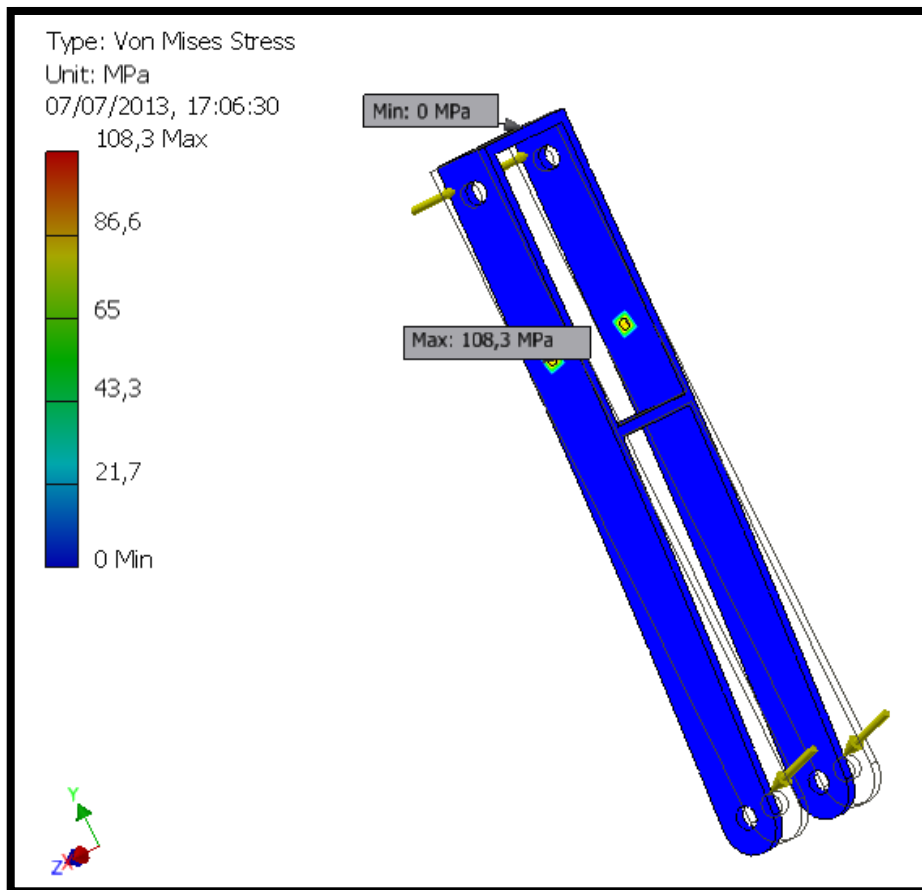 Type: Von Mises Stress
Unit: MPa
07/07/2013, 17:06:30
108,3 Max
86,6
65
43,3
21,7
0 Min
Min: 0 MPa
Max: 108,3 MPa
Y
Z
X